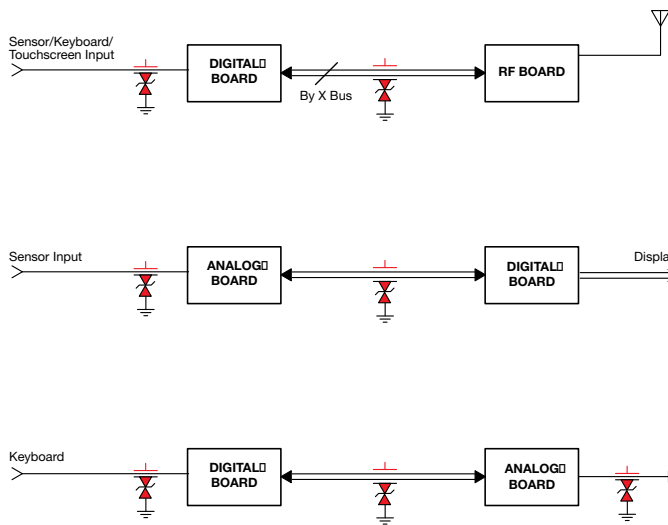 Sensor/Keyboard/
Touchscreen Input
DIGITAL▯
BOARD
By X Bus
RF BOARD
Sensor Input
ANALOG▯
BOARD
DIGITAL▯
BOARD
Displa
Keyboard
DIGITAL▯
BOARD
ANALOG▯
BOARD